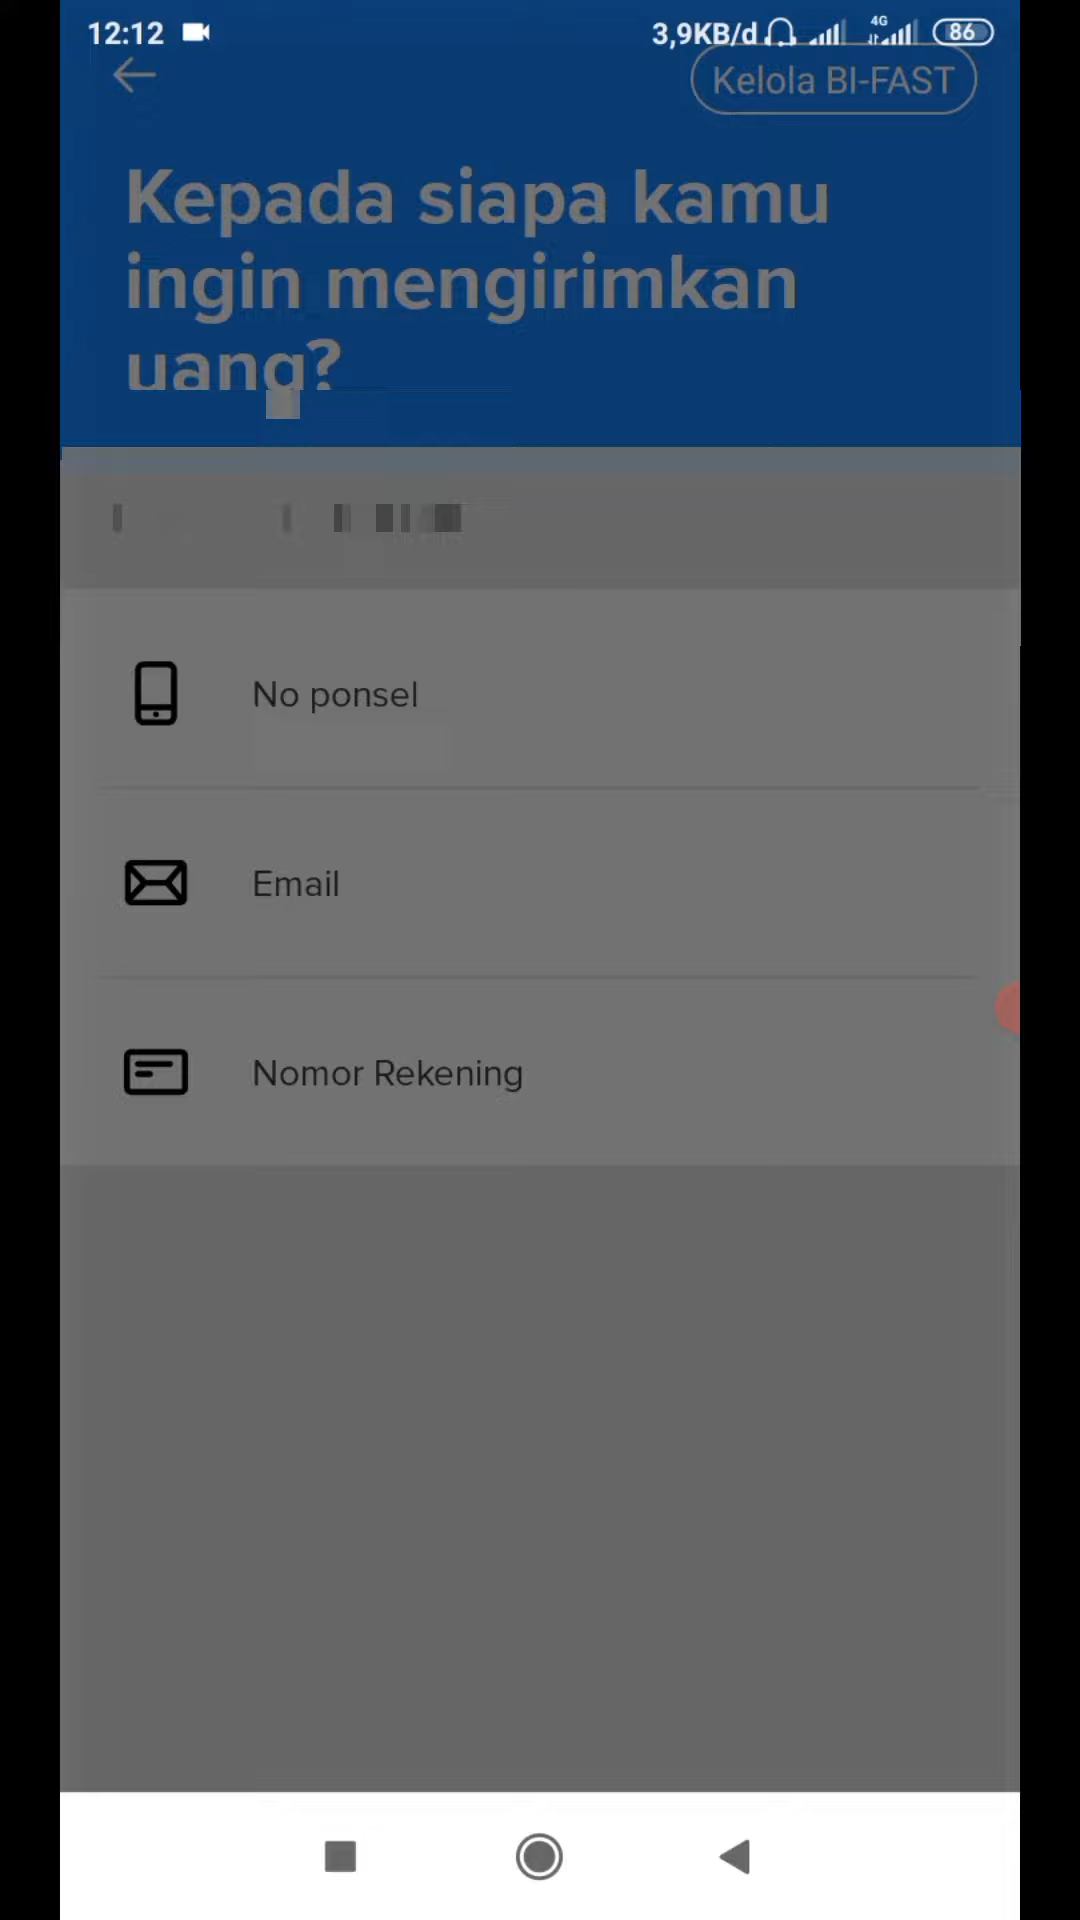 12:12
3,9KB/d
4G
86
Kelola BI-FAST
Kepada siapa kamu
ingin mengirimkan
uang?
No ponsel
Email
Nomor Rekening